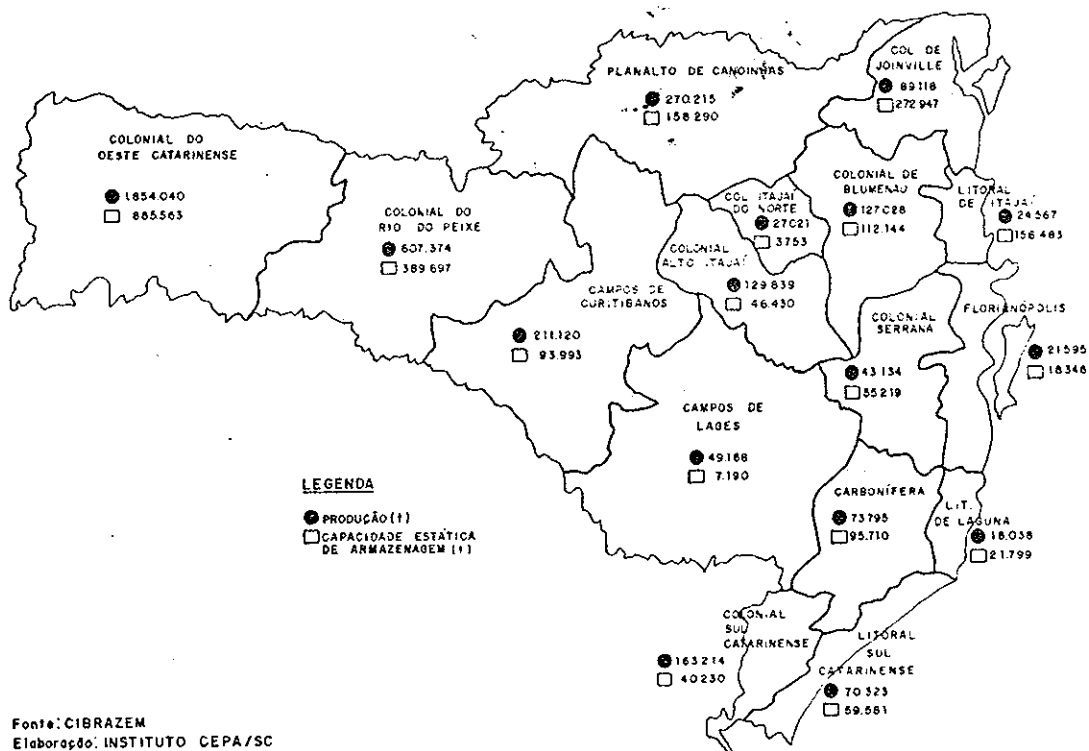 COL. DE
JOINVILLE
89.118
272.947
PLANALTO DE CANOINHAS
270.215
158.290
COLONIAL DO
OESTE CATARINENSE
1.854.040
885.563
COLONIAL DO
RIO DO PEIXE
607.374
389.697
COL. ITAJAÍ
DO NORTE
27.021
3.753
COLONIAL DE
BLUMENAU
127.028
112.144
LITORAL
DE ITAJAÍ
24.567
156.483
COLONIAL
ALTO ITAJAÍ
129.839
46.430
CAMPOS DE
CURITIBANOS
211.120
93.993
COLONIAL
SERRANA
43.134
55.219
FLORIANÓPOLIS
21.595
18.348
CAMPOS DE
LAGES
49.168
7.190
CARBONÍFERA
73.795
95.710
LIT.
DE LAGUNA
18.038
21.799
COLONIAL
SUL
CATARINENSE
163.214
40.230
LITORAL
SUL
CATARINENSE
70.323
59.581
LEGENDA
PRODUÇÃO (t)
CAPACIDADE ESTÁTICA
DE ARMAZENAGEM (t)
Fonte: CIBRAZEM
Elaboração: INSTITUTO CEPA/SC